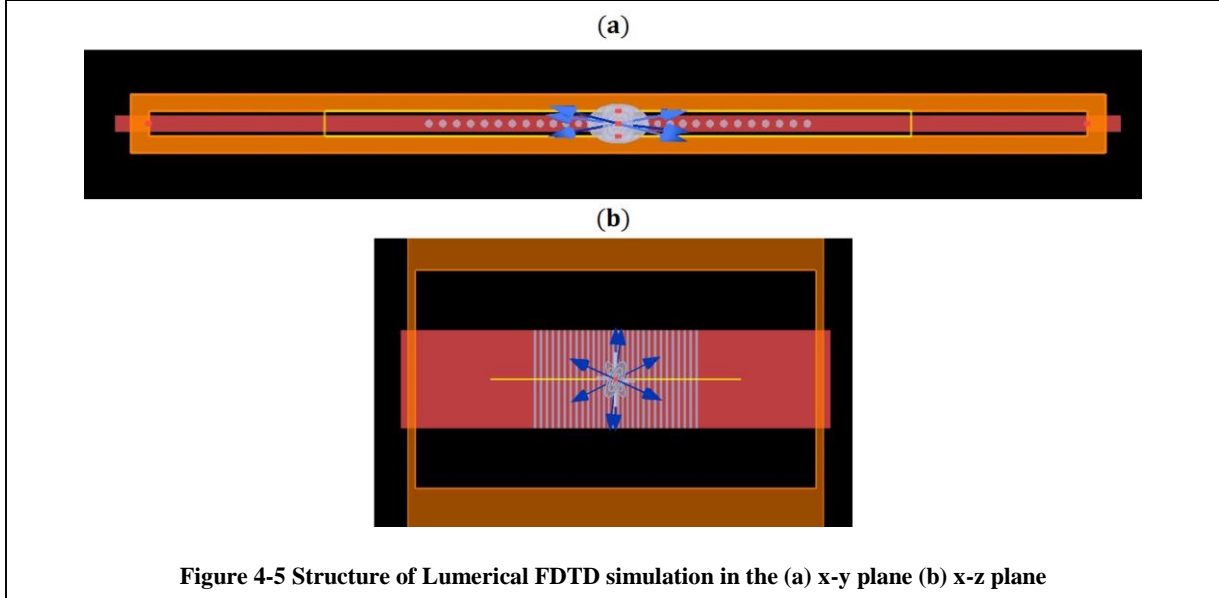 (a)
(b)
Figure 4-5 Structure of Lumerical FDTD simulation in the (a) x-y plane (b) x-z plane